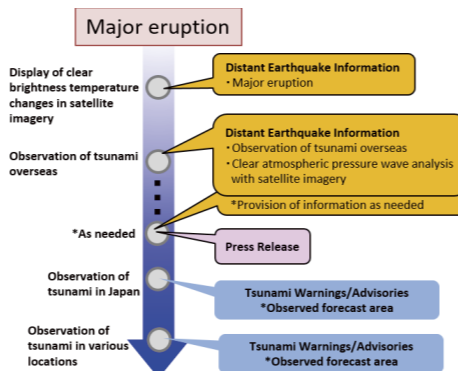 Major eruption
Display of clear
brightness temperature
changes in satellite
imagery
Distant Earthquake Information
・Major eruption
Observation of tsunami
overseas
Distant Earthquake Information
・Observation of tsunami overseas
・Clear atmospheric pressure wave analysis
with satellite imagery
*Provision of information as needed
*As needed
Press Release
Observation of
tsunami in Japan
Tsunami Warnings/Advisories
*Observed forecast area
Observation of
tsunami in various
locations
Tsunami Warnings/Advisories
*Observed forecast area